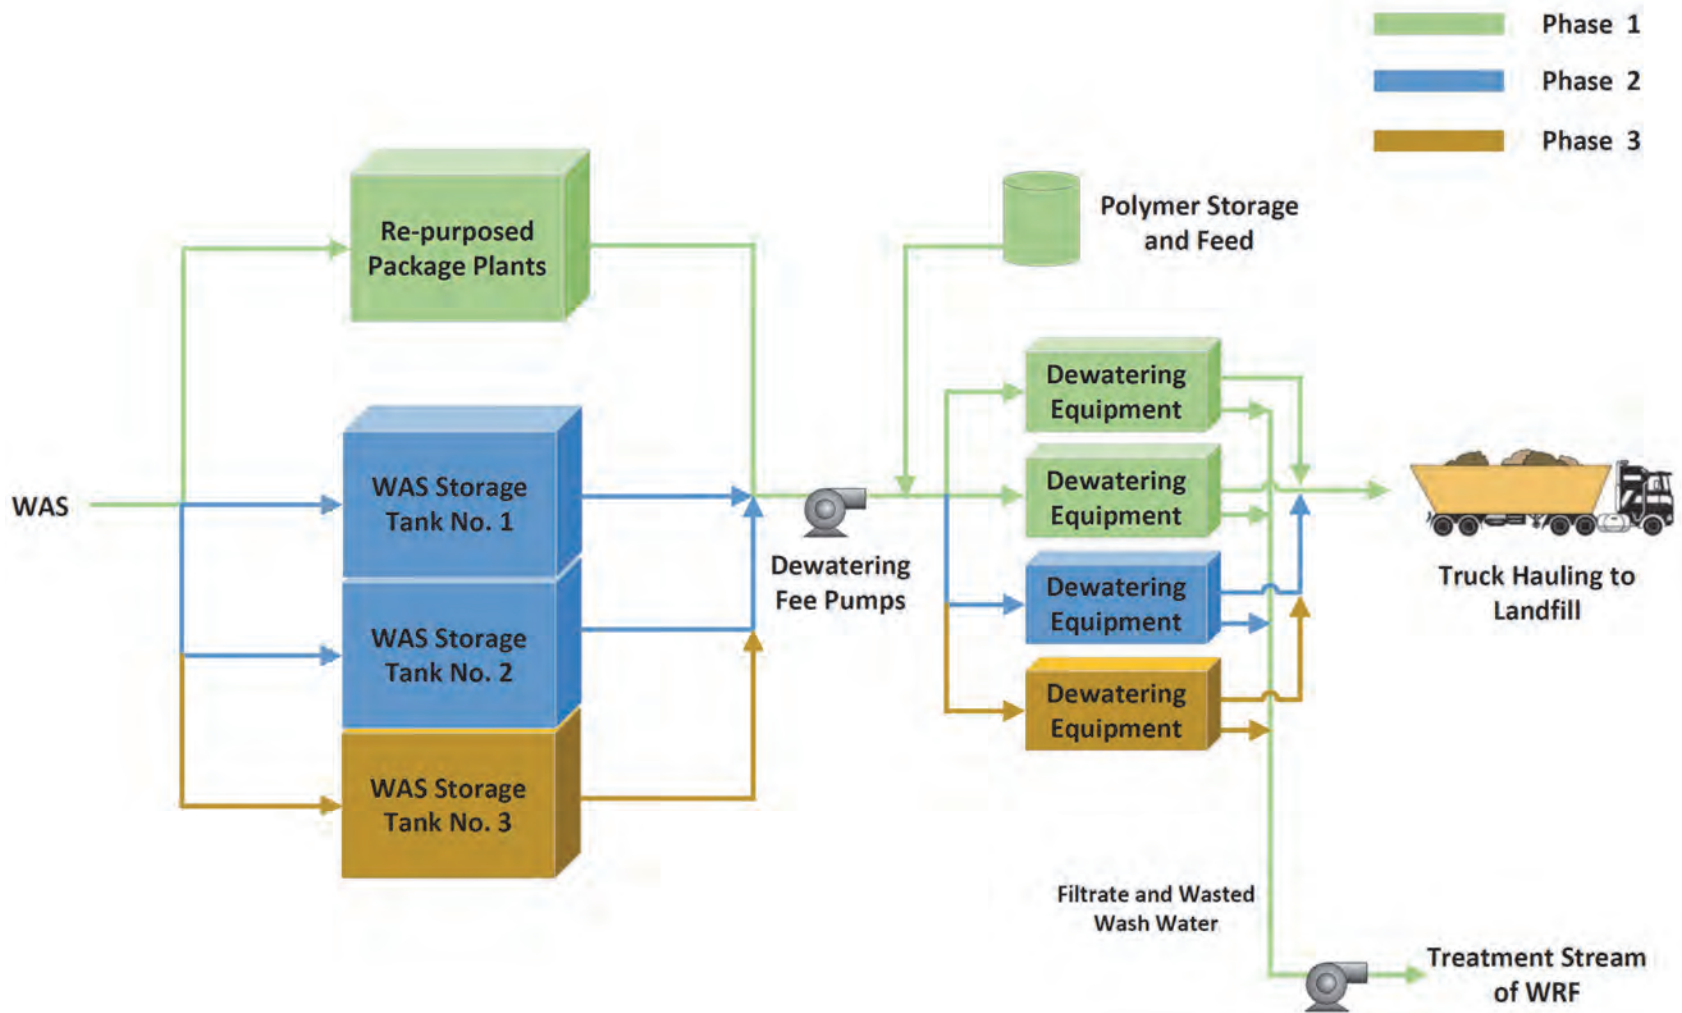 Phase 1
Phase 2
Phase 3
Re-purposed
Package Plants
Polymer Storage
and Feed
Dewatering
Equipment
WAS
WAS Storage
Tank No. 1
Dewatering
Equipment
Dewatering
Fee Pumps
Truck Hauling to
Landfill
WAS Storage
Tank No. 2
Dewatering
Equipment
Dewatering
Equipment
WAS Storage
Tank No. 3
Filtrate and Wasted
Wash Water
Treatment Stream
of WRF